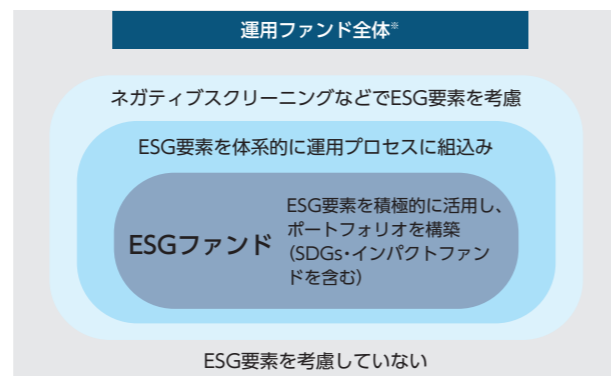 運用ファンド全体※
ネガティブスクリーニングなどでESG要素を考慮
ESG要素を体系的に運用プロセスに組込み
ESGファンド
ESG要素を積極的に活用し、
ポートフォリオを構築
(SDGs・インパクトファン
ドを含む)
ESG要素を考慮していない